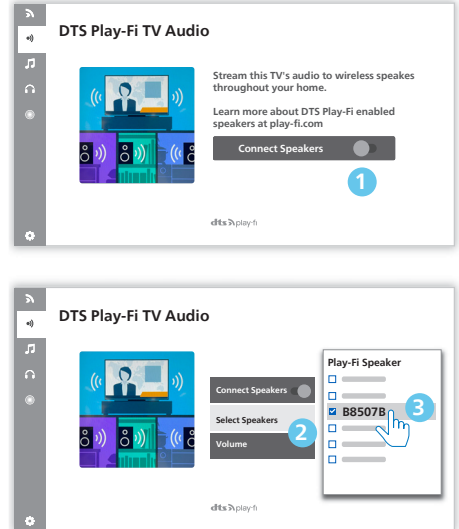 DTS Play-Fi TV Audio
Stream this TV's audio to wireless speakes
throughout your home.
Learn more about DTS Play-Fi enabled
speakers at play-fi.com
Connect Speakers
1
dts play-fi
DTS Play-Fi TV Audio
Play-Fi Speaker
Connect Speakers
B8507B
3
Select Speakers
2
Volume
dts play-fi